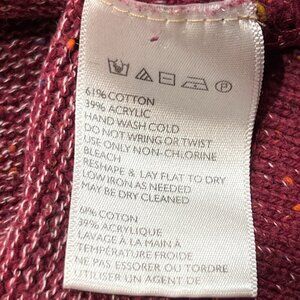 61% COTTON
39% ACRYLIC
HAND WASH COLD
DO NOT WRING OR TWIST
USE ONLY NON-CHLORINE
BLEACH
RESHAPE & LAY FLAT TO DRY
LOW IRON AS NEEDED
MAY BE DRY CLEANED
61% COTON
39% ACRYLIQUE
LAVAGE À LA MAIN À
TEMPÉRATURE FROIDE
NE PAS ESSORER OU TORDRE
UTILISER UN AGENT DE